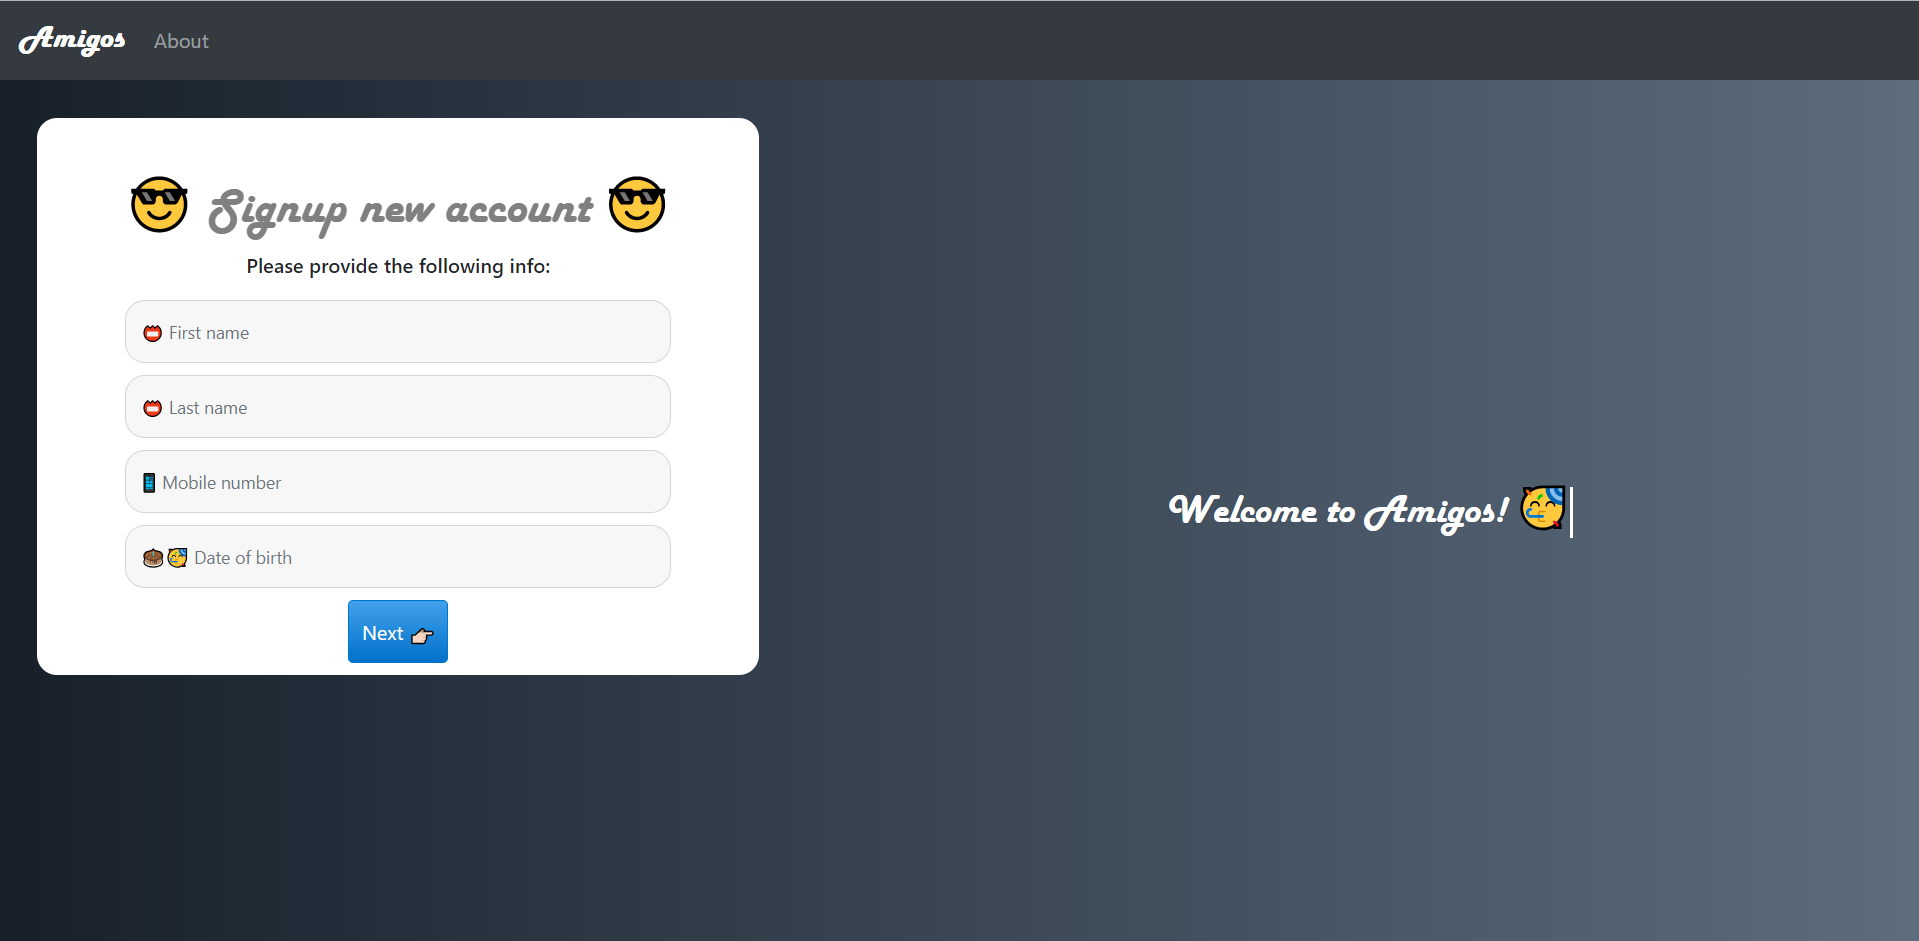 Amigos About
😎 Signup new account 😎
Please provide the following info:
📛 First name
📛 Last name
📱 Mobile number
🎂🥳 Date of birth
Next 👉🏻
Welcome to Amigos! 🥳